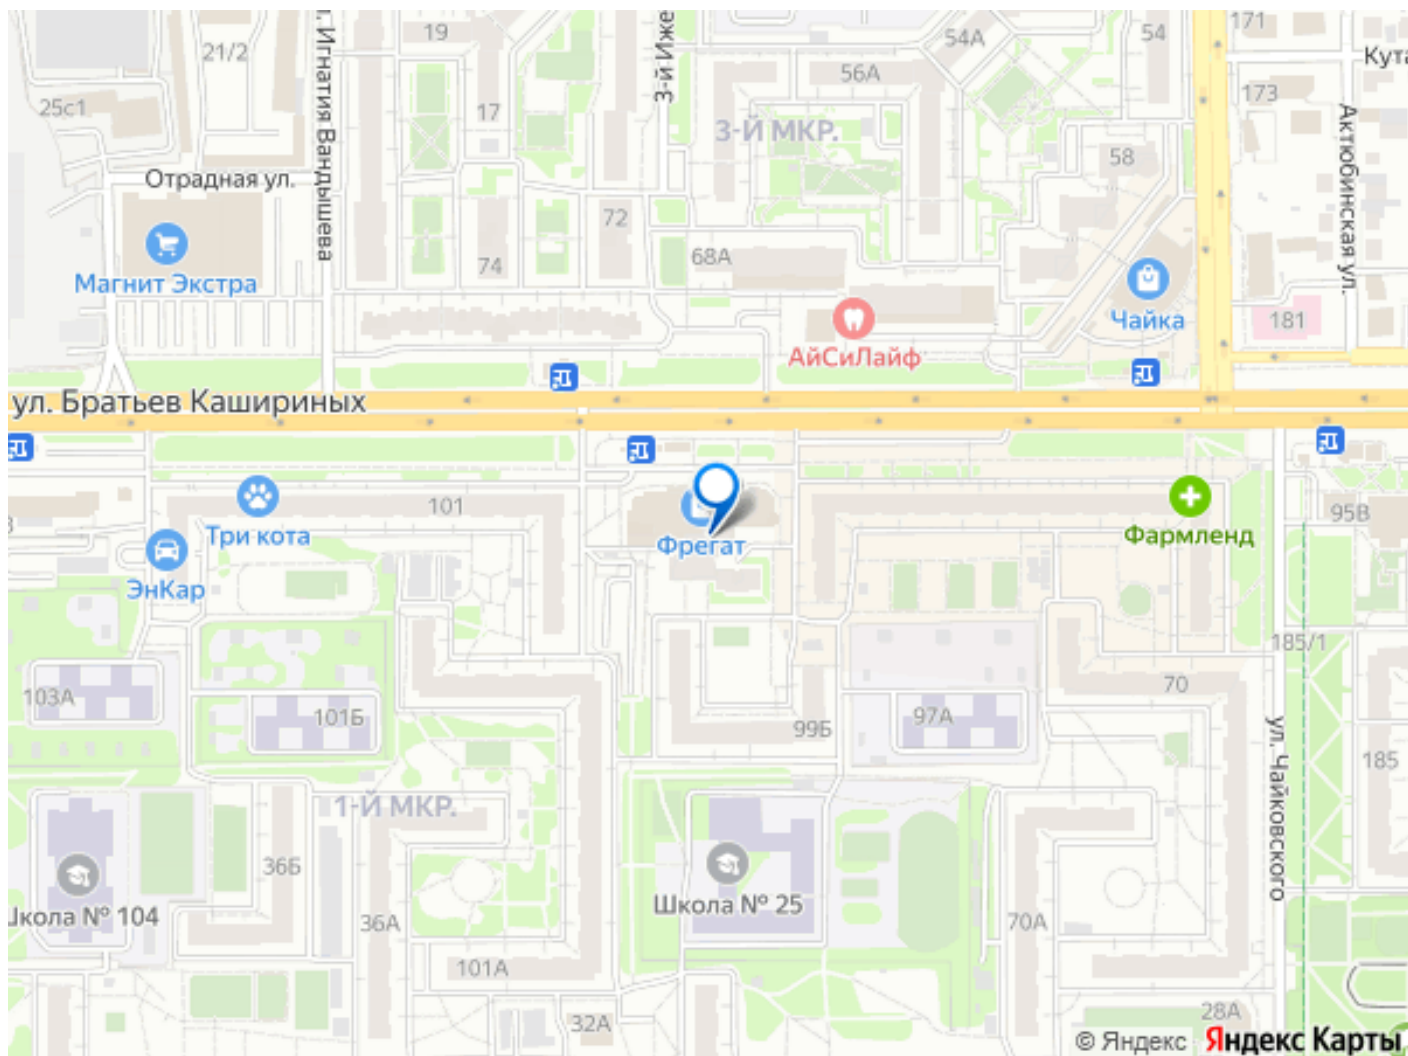 19
54А
54
171
Кута
21/2
. Игнатия Вандышева
3-й Иже
56А
173
25с1
17
Актюбинская ул.
3-Й МКР.
58
Отрадная ул.
72
74
68А
Магнит Экстра
Чайка
181
АйСиЛайф
ул. Братьев Кашириных
101
Три кота
Фрегат
Фармленд
95В
ЭнКар
185/1
103А
101Б
99Б
97А
70
ул. Чайковского
185
1-Й МКР.
36Б
Школа № 104
36А
Школа № 25
70А
101А
32А
28А
© Яндекс Яндекс Карты